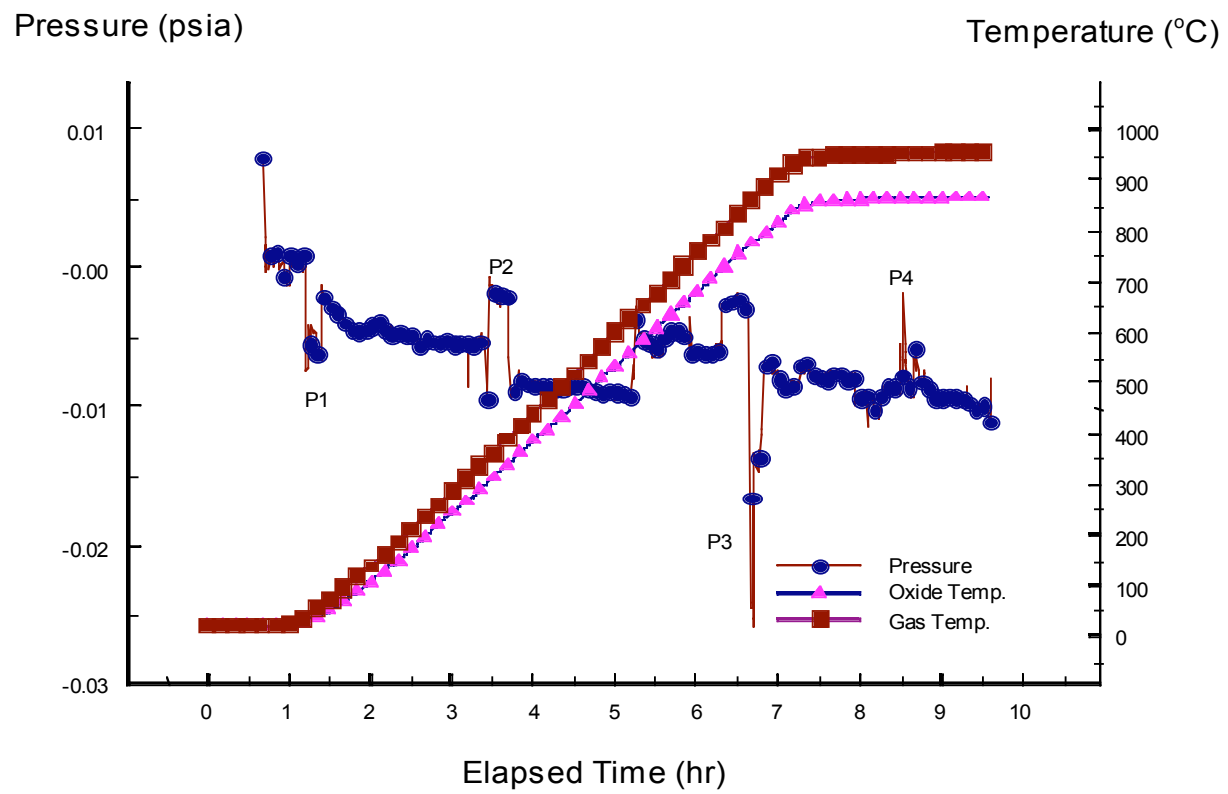 Pressure (psia)
Temperature (°C)
0.01
-0.00
-0.01
-0.02
-0.03
1000
900
800
700
600
500
400
300
200
100
0
P1
P2
P3
P4
Pressure
Oxide Temp.
Gas Temp.
0 1 2 3 4 5 6 7 8 9 10
Elapsed Time (hr)